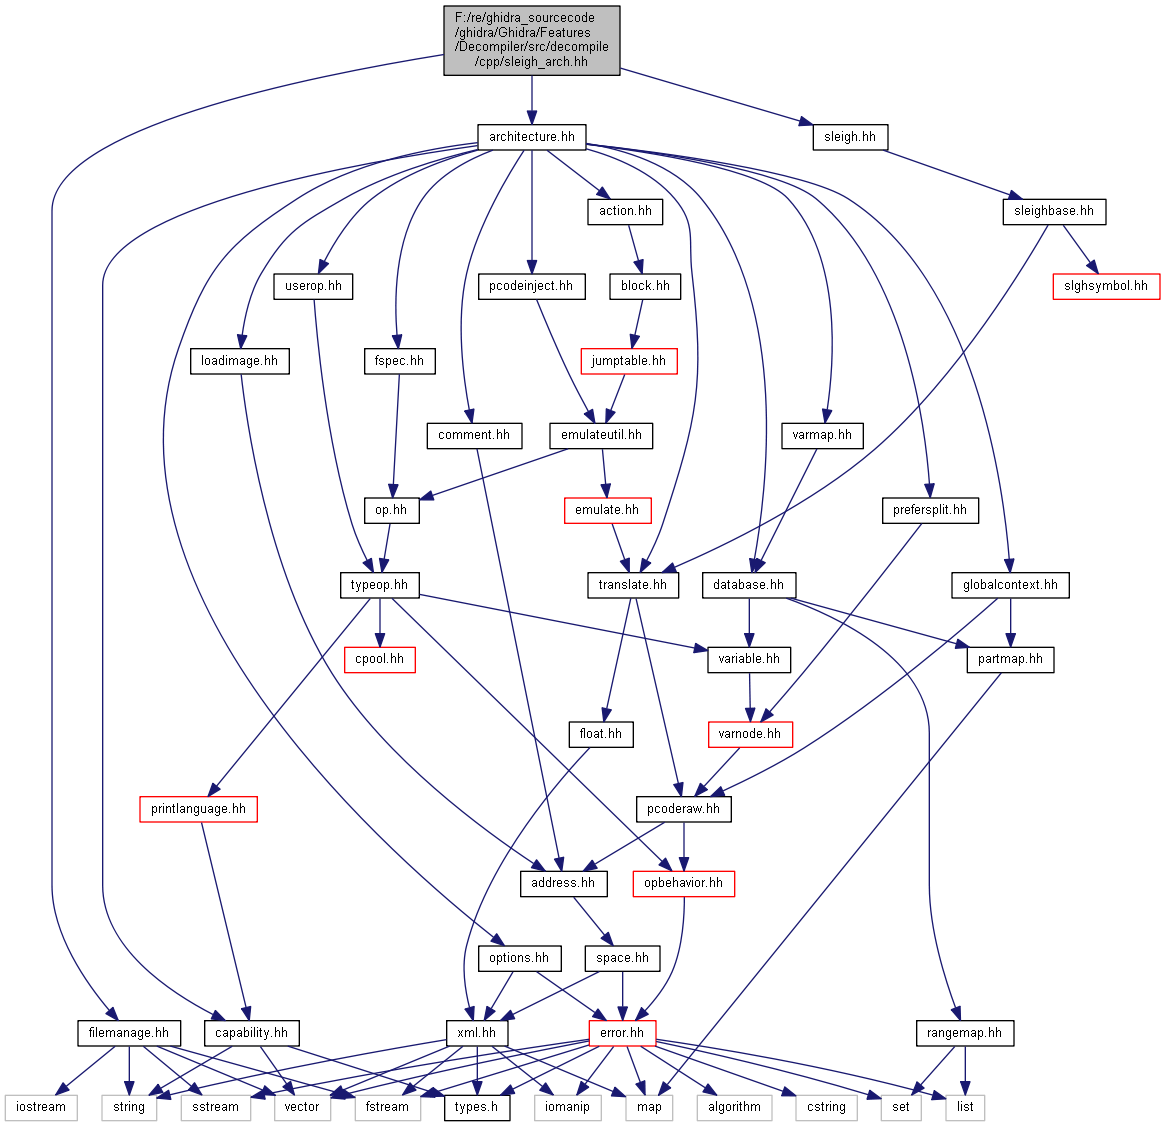 F:/re/ghidra_sourcecode
/ghidra/Ghidra/Features
/Decompiler/src/decompile
/cpp/sleigh_arch.hh
architecture.hh
sleigh.hh
action.hh
sleighbase.hh
userop.hh
pcodeinject.hh
block.hh
slghsymbol.hh
loadimage.hh
fspec.hh
jumptable.hh
comment.hh
emulateutil.hh
varmap.hh
op.hh
emulate.hh
prefersplit.hh
typeop.hh
translate.hh
database.hh
globalcontext.hh
cpool.hh
variable.hh
partmap.hh
float.hh
varnode.hh
printlanguage.hh
pcoderaw.hh
address.hh
opbehavior.hh
options.hh
space.hh
filemanage.hh
capability.hh
xml.hh
error.hh
rangemap.hh
iostream
string
sstream
vector
fstream
types.h
iomanip
map
algorithm
cstring
set
list